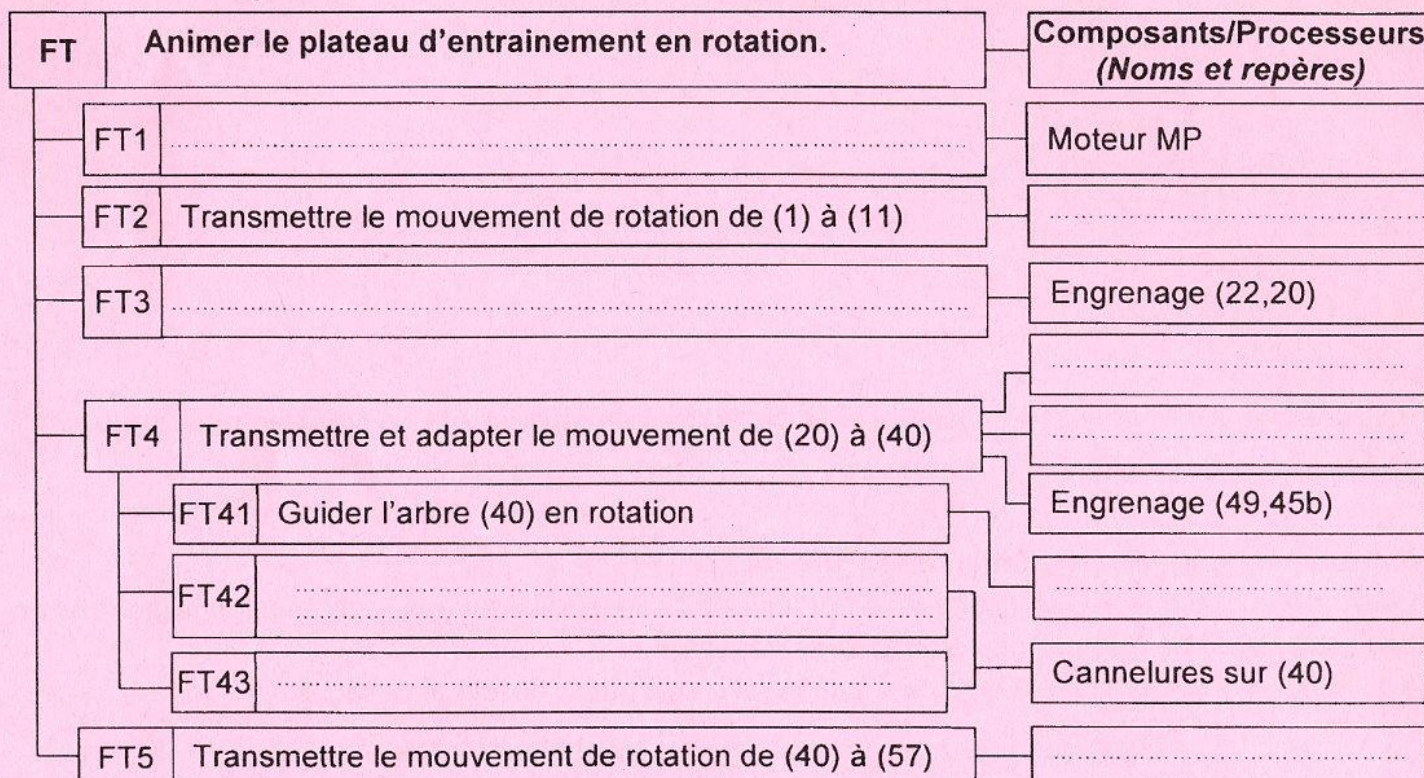 FT Animer le plateau d'entrainement en rotation.
Composants/Processeurs
(Noms et repères)
FT1
Moteur MP
FT2 Transmettre le mouvement de rotation de (1) à (11)
FT3
Engrenage (22,20)
FT4 Transmettre et adapter le mouvement de (20) à (40)
Engrenage (49,45b)
FT41 Guider l'arbre (40) en rotation
FT42
FT43
Cannelures sur (40)
FT5 Transmettre le mouvement de rotation de (40) à (57)